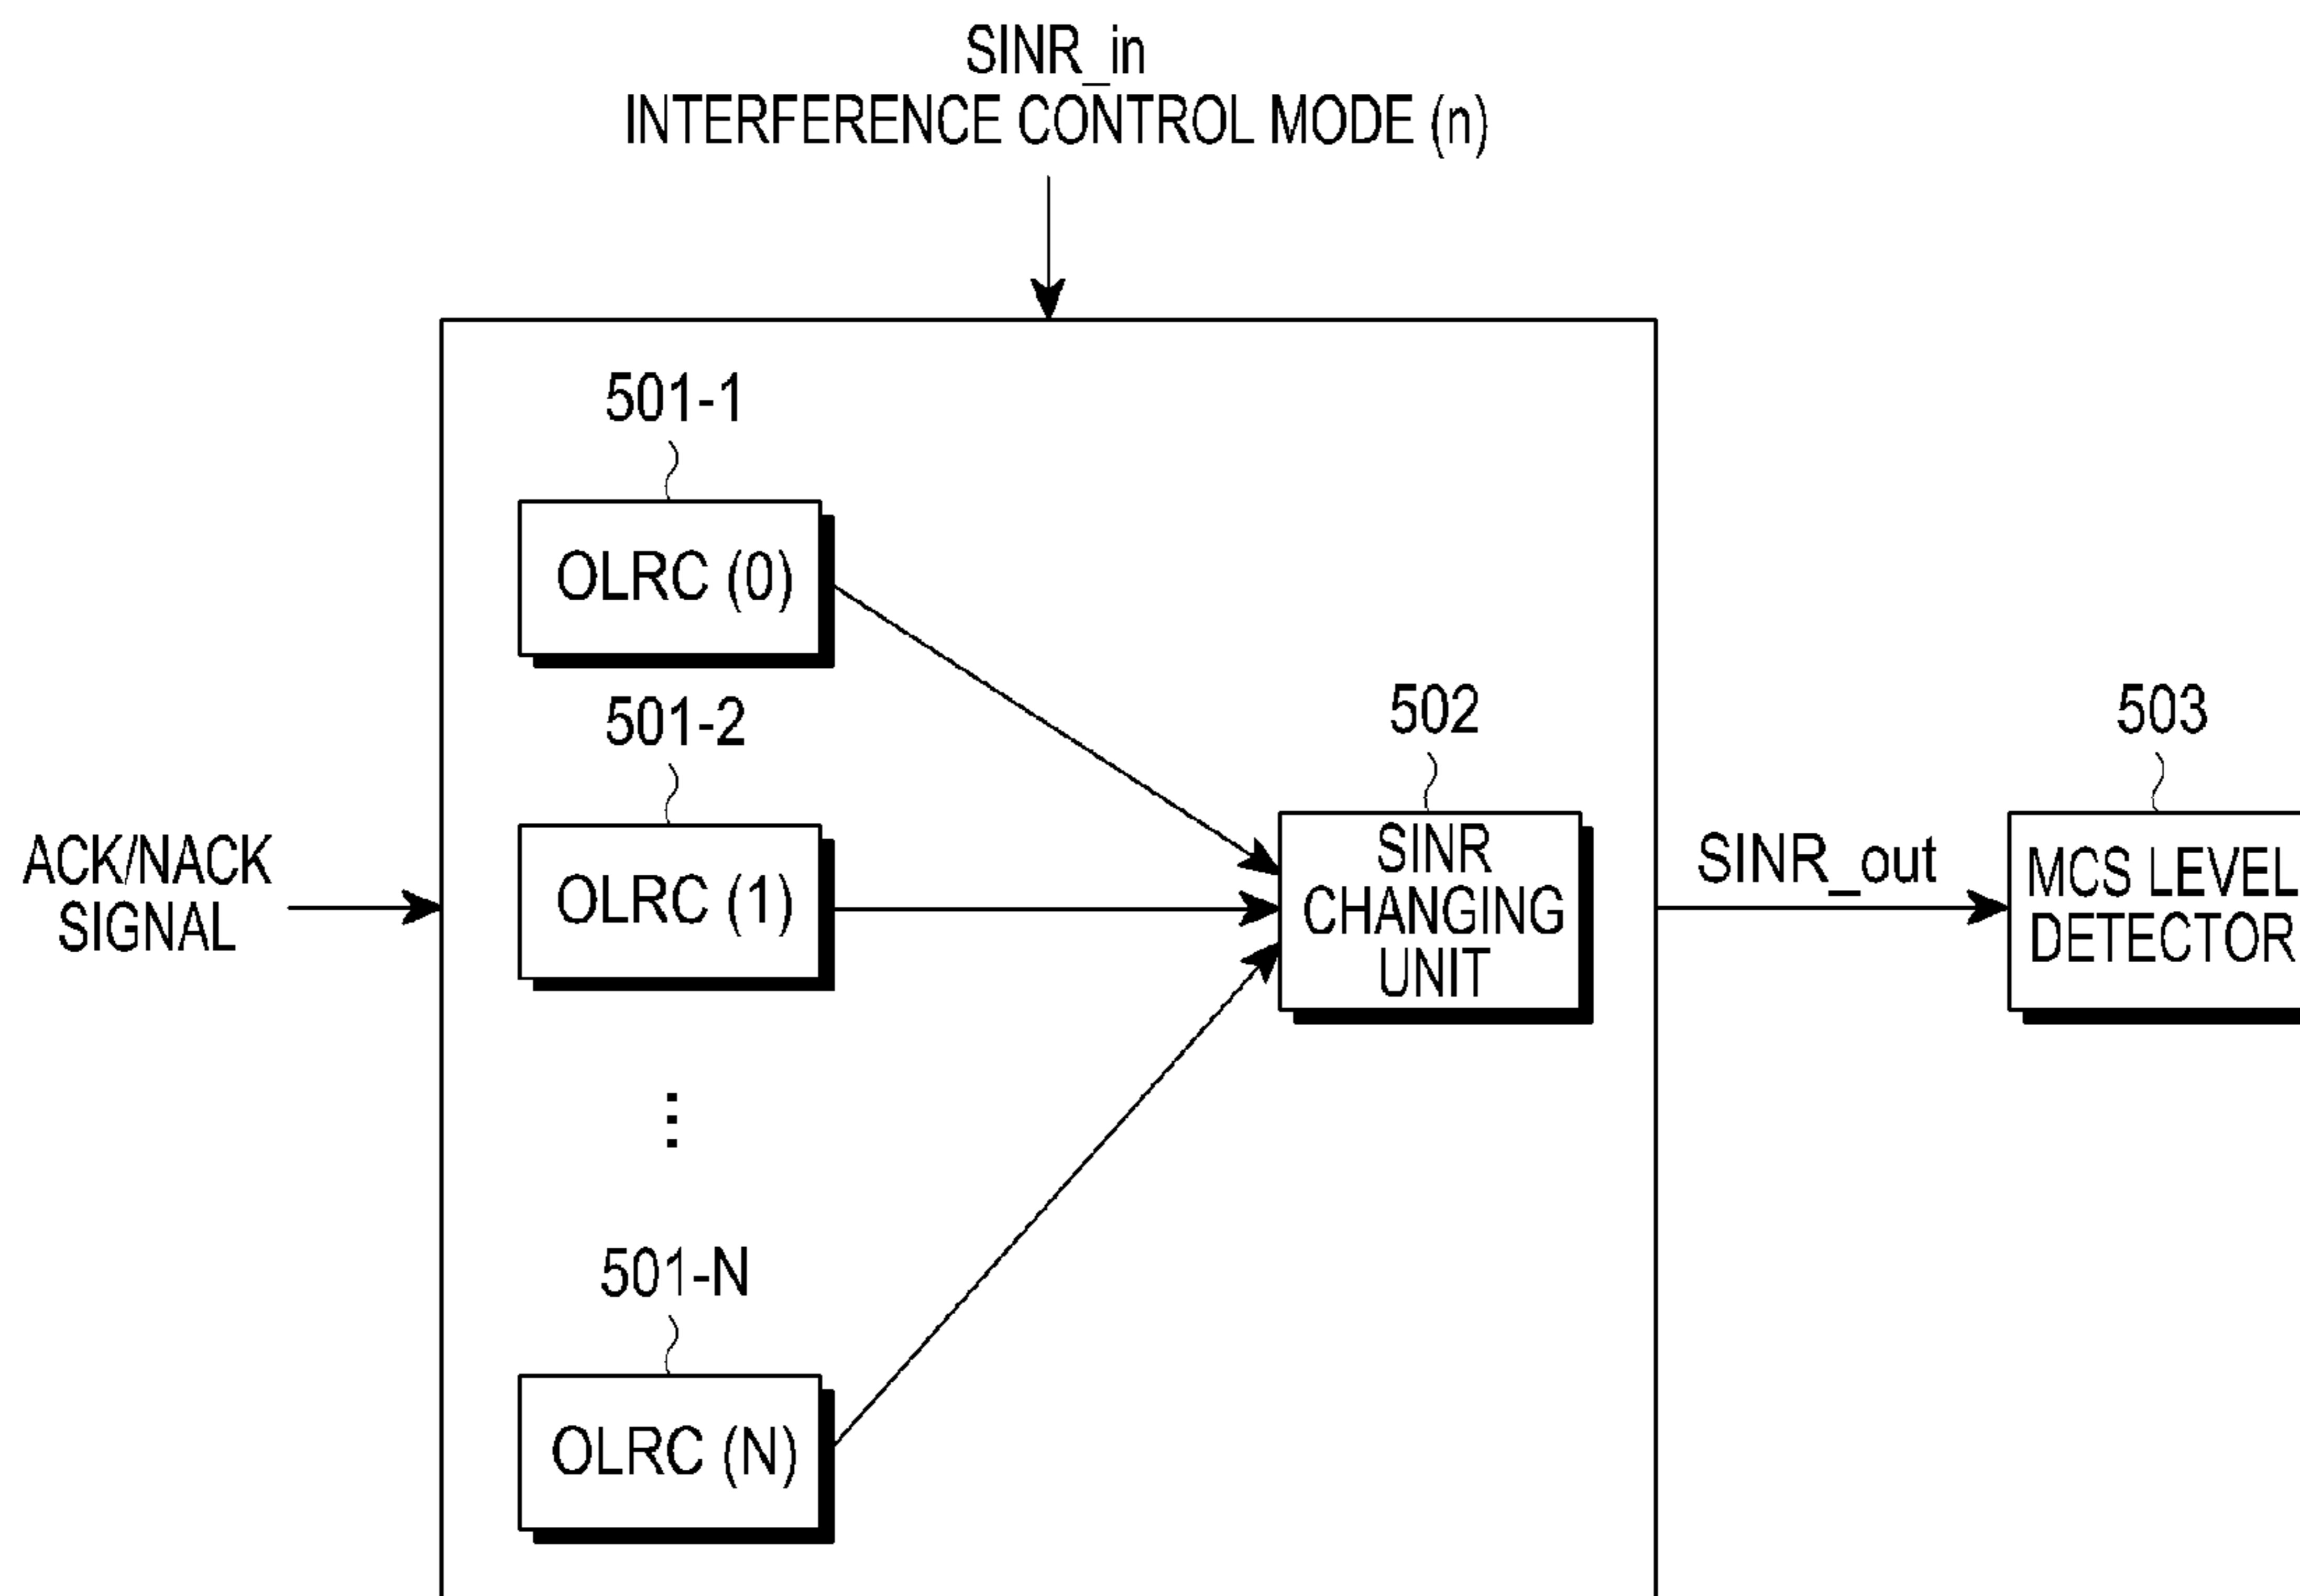 SINR_in
INTERFERENCE CONTROL MODE (n)
501-1
OLRC (0)
501-2
OLRC (1)
⋮
501-N
OLRC (N)
ACK/NACK
SIGNAL
502
SINR
CHANGING
UNIT
SINR_out
503
MCS LEVEL
DETECTOR